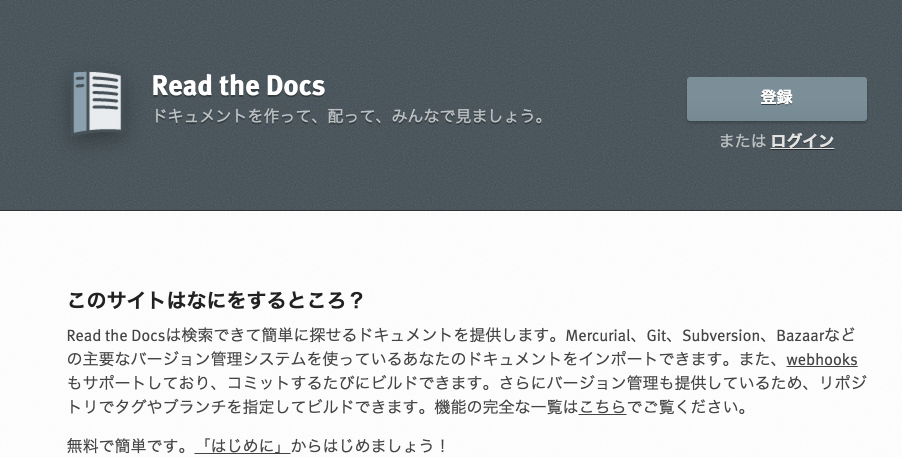 Read the Docs
ドキュメントを作って、配って、みんなで見ましょう。
登録
または ログイン
このサイトはなにをするところ？
Read the Docsは検索できて簡単に探せるドキュメントを提供します。Mercurial、Git、Subversion、Bazaarなど
の主要なバージョン管理システムを使っているあなたのドキュメントをインポートできます。また、webhooks
もサポートしており、コミットするたびにビルドできます。さらにバージョン管理も提供しているため、リポジ
トリでタグやブランチを指定してビルドできます。機能の完全な一覧はこちらでご覧ください。
無料で簡単です。「はじめに」からはじめましょう！